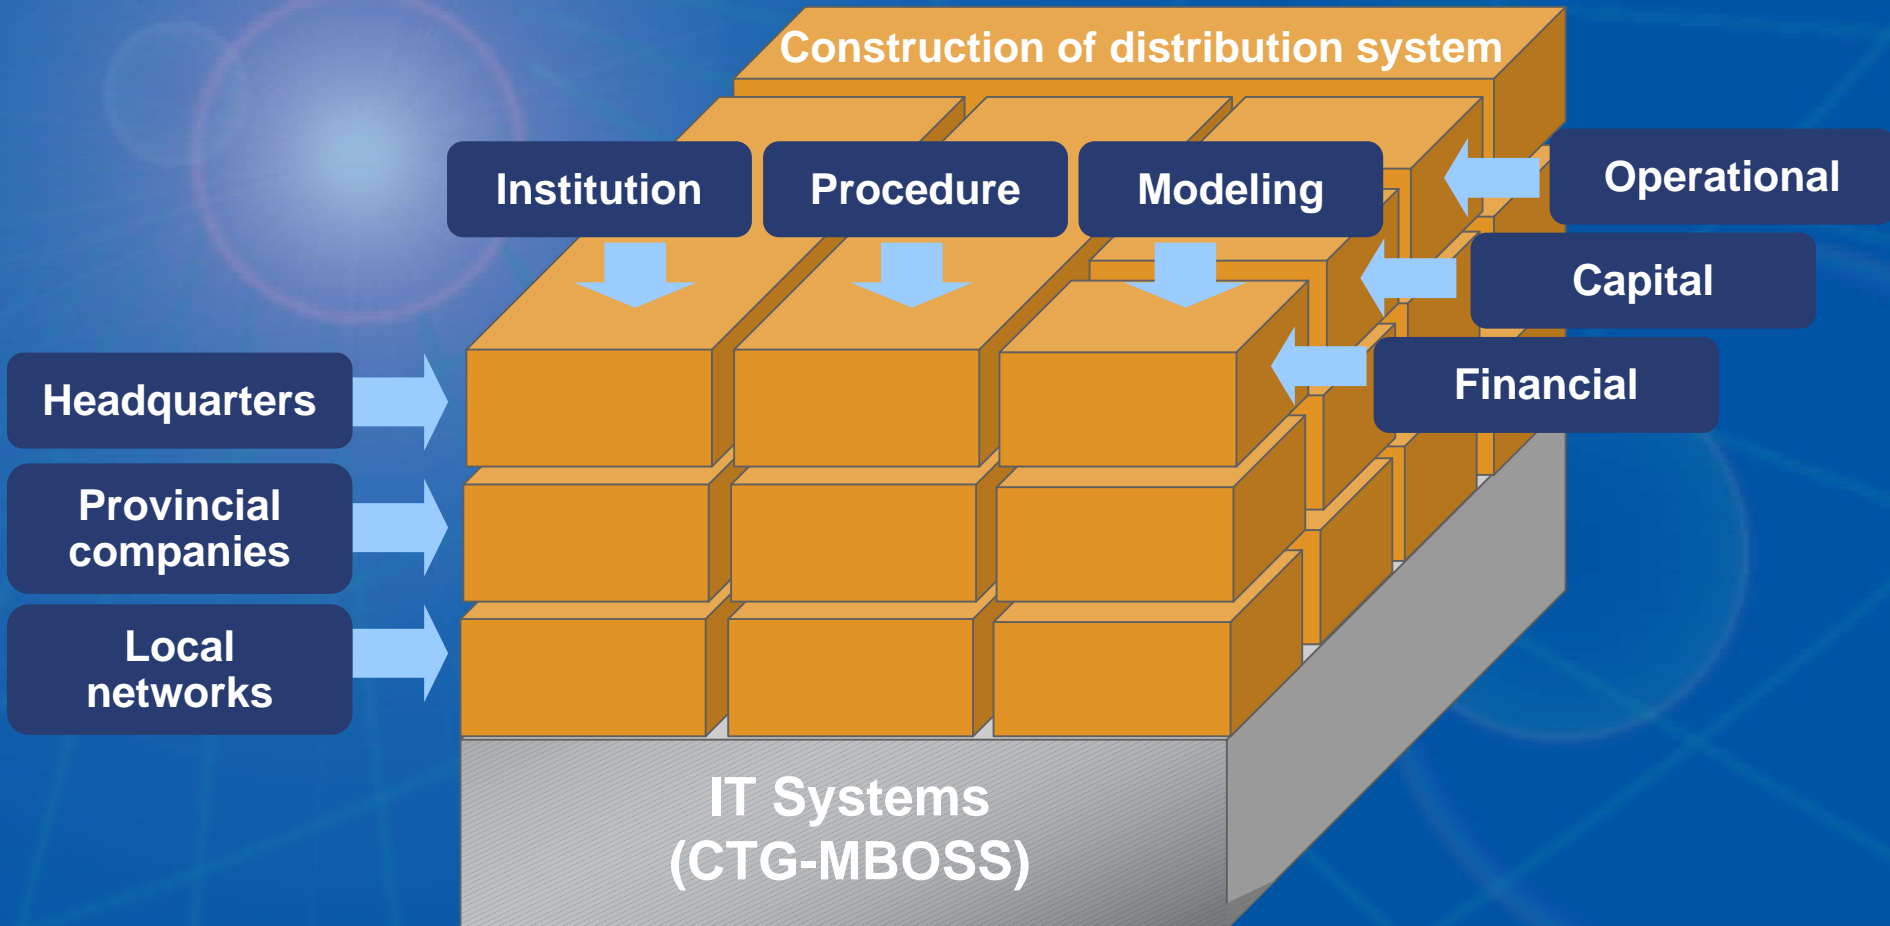 Construction of distribution system
Institution
Procedure
Modeling
Operational
Capital
Financial
Headquarters
Provincial
companies
Local
networks
IT Systems
(CTG-MBOSS)